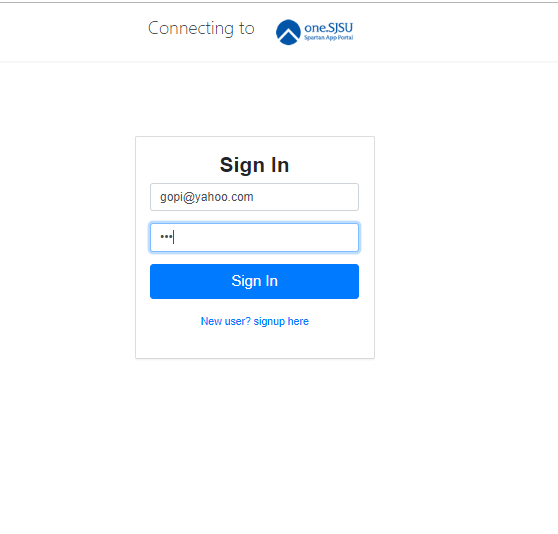 Connecting to
one.SJSU
Spartan App Portal
Sign In
gopi@yahoo.com
•••
Sign In
New user? signup here